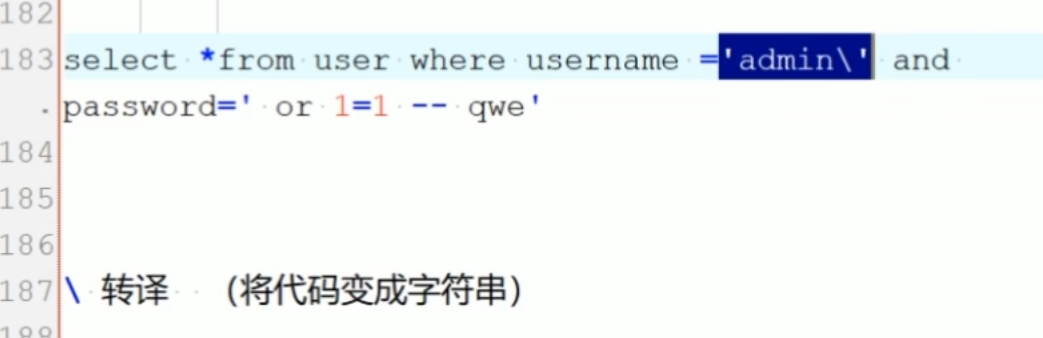 182
183 select *from user where username ='admin\' and
password=' or 1=1 -- qwe'
184
185
186
187 \ 转译 （将代码变成字符串）
188